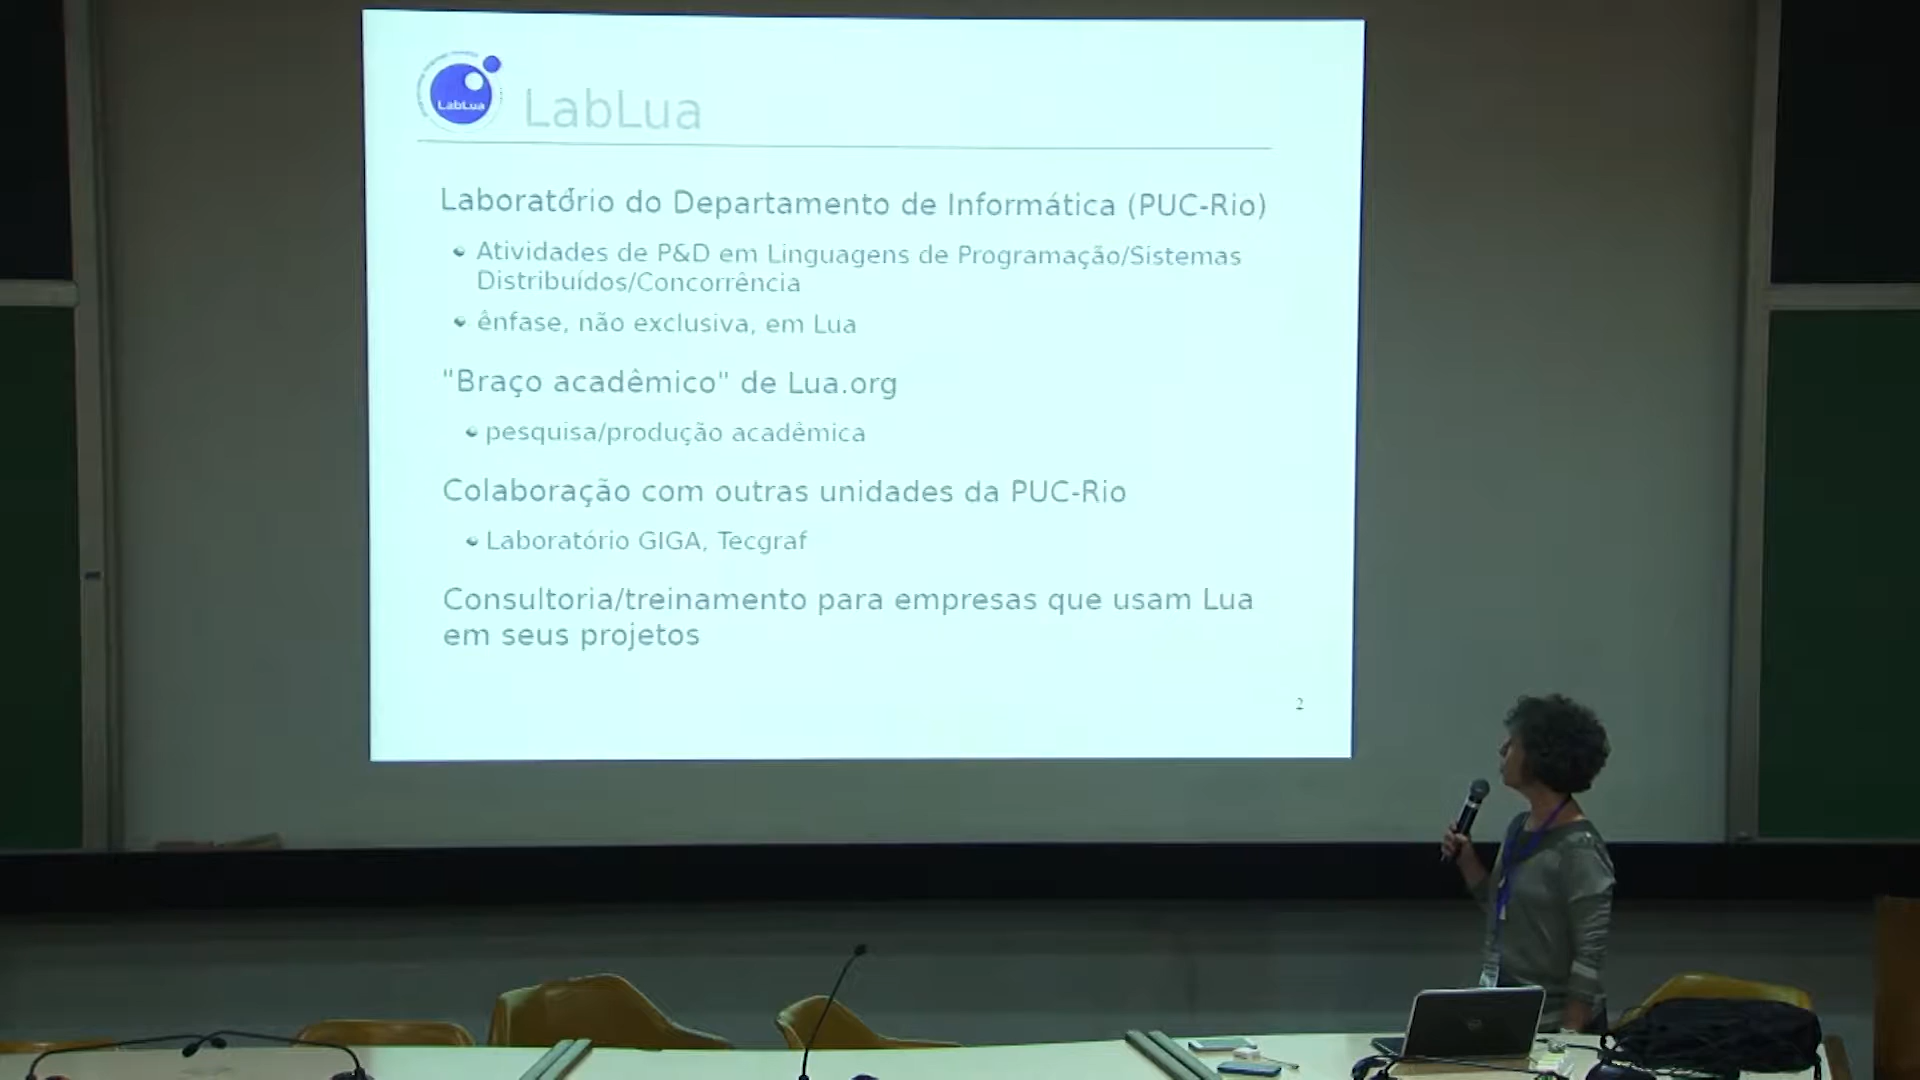 LabLua
LabLua
Laboratório do Departamento de Informática (PUC-Rio)
Atividades de P&D em Linguagens de Programação/Sistemas
Distribuídos/Concorrência
ênfase, não exclusiva, em Lua
"Braço acadêmico" de Lua.org
pesquisa/produção acadêmica
Colaboração com outras unidades da PUC-Rio
Laboratório GIGA, Tecgraf
Consultoria/treinamento para empresas que usam Lua
em seus projetos
2